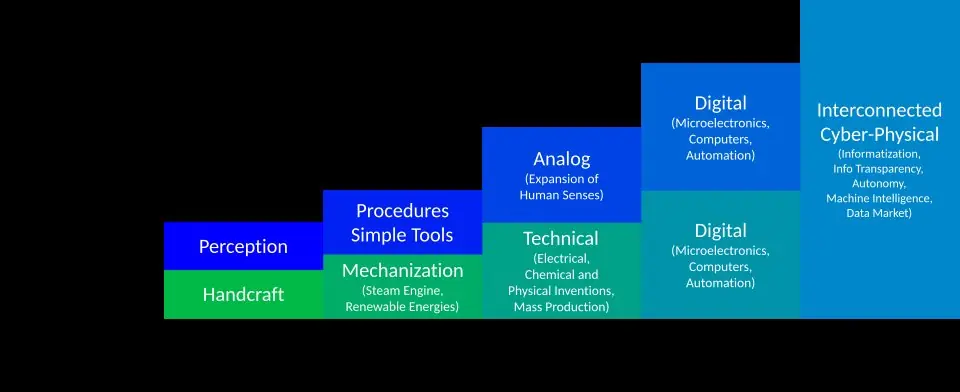 Perception
Handcraft
Procedures
Simple Tools
Mechanization
(Steam Engine,
Renewable Energies)
Analog
(Expansion of
Human Senses)
Technical
(Electrical,
Chemical and
Physical Inventions,
Mass Production)
Digital
(Microelectronics,
Computers,
Automation)
Digital
(Microelectronics,
Computers,
Automation)
Interconnected
Cyber-Physical
(Informatization,
Info Transparency,
Autonomy,
Machine Intelligence,
Data Market)